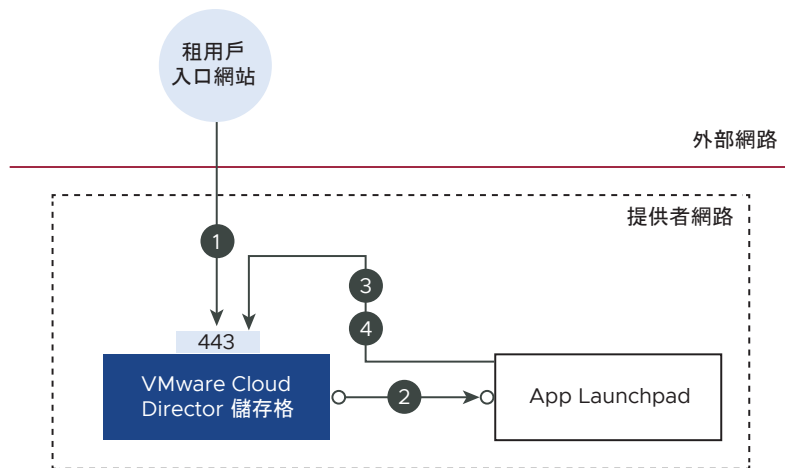 租用戶
入口網站
外部網路
提供者網路
1
3
4
443
VMware Cloud
Director 儲存格
2
App Launchpad